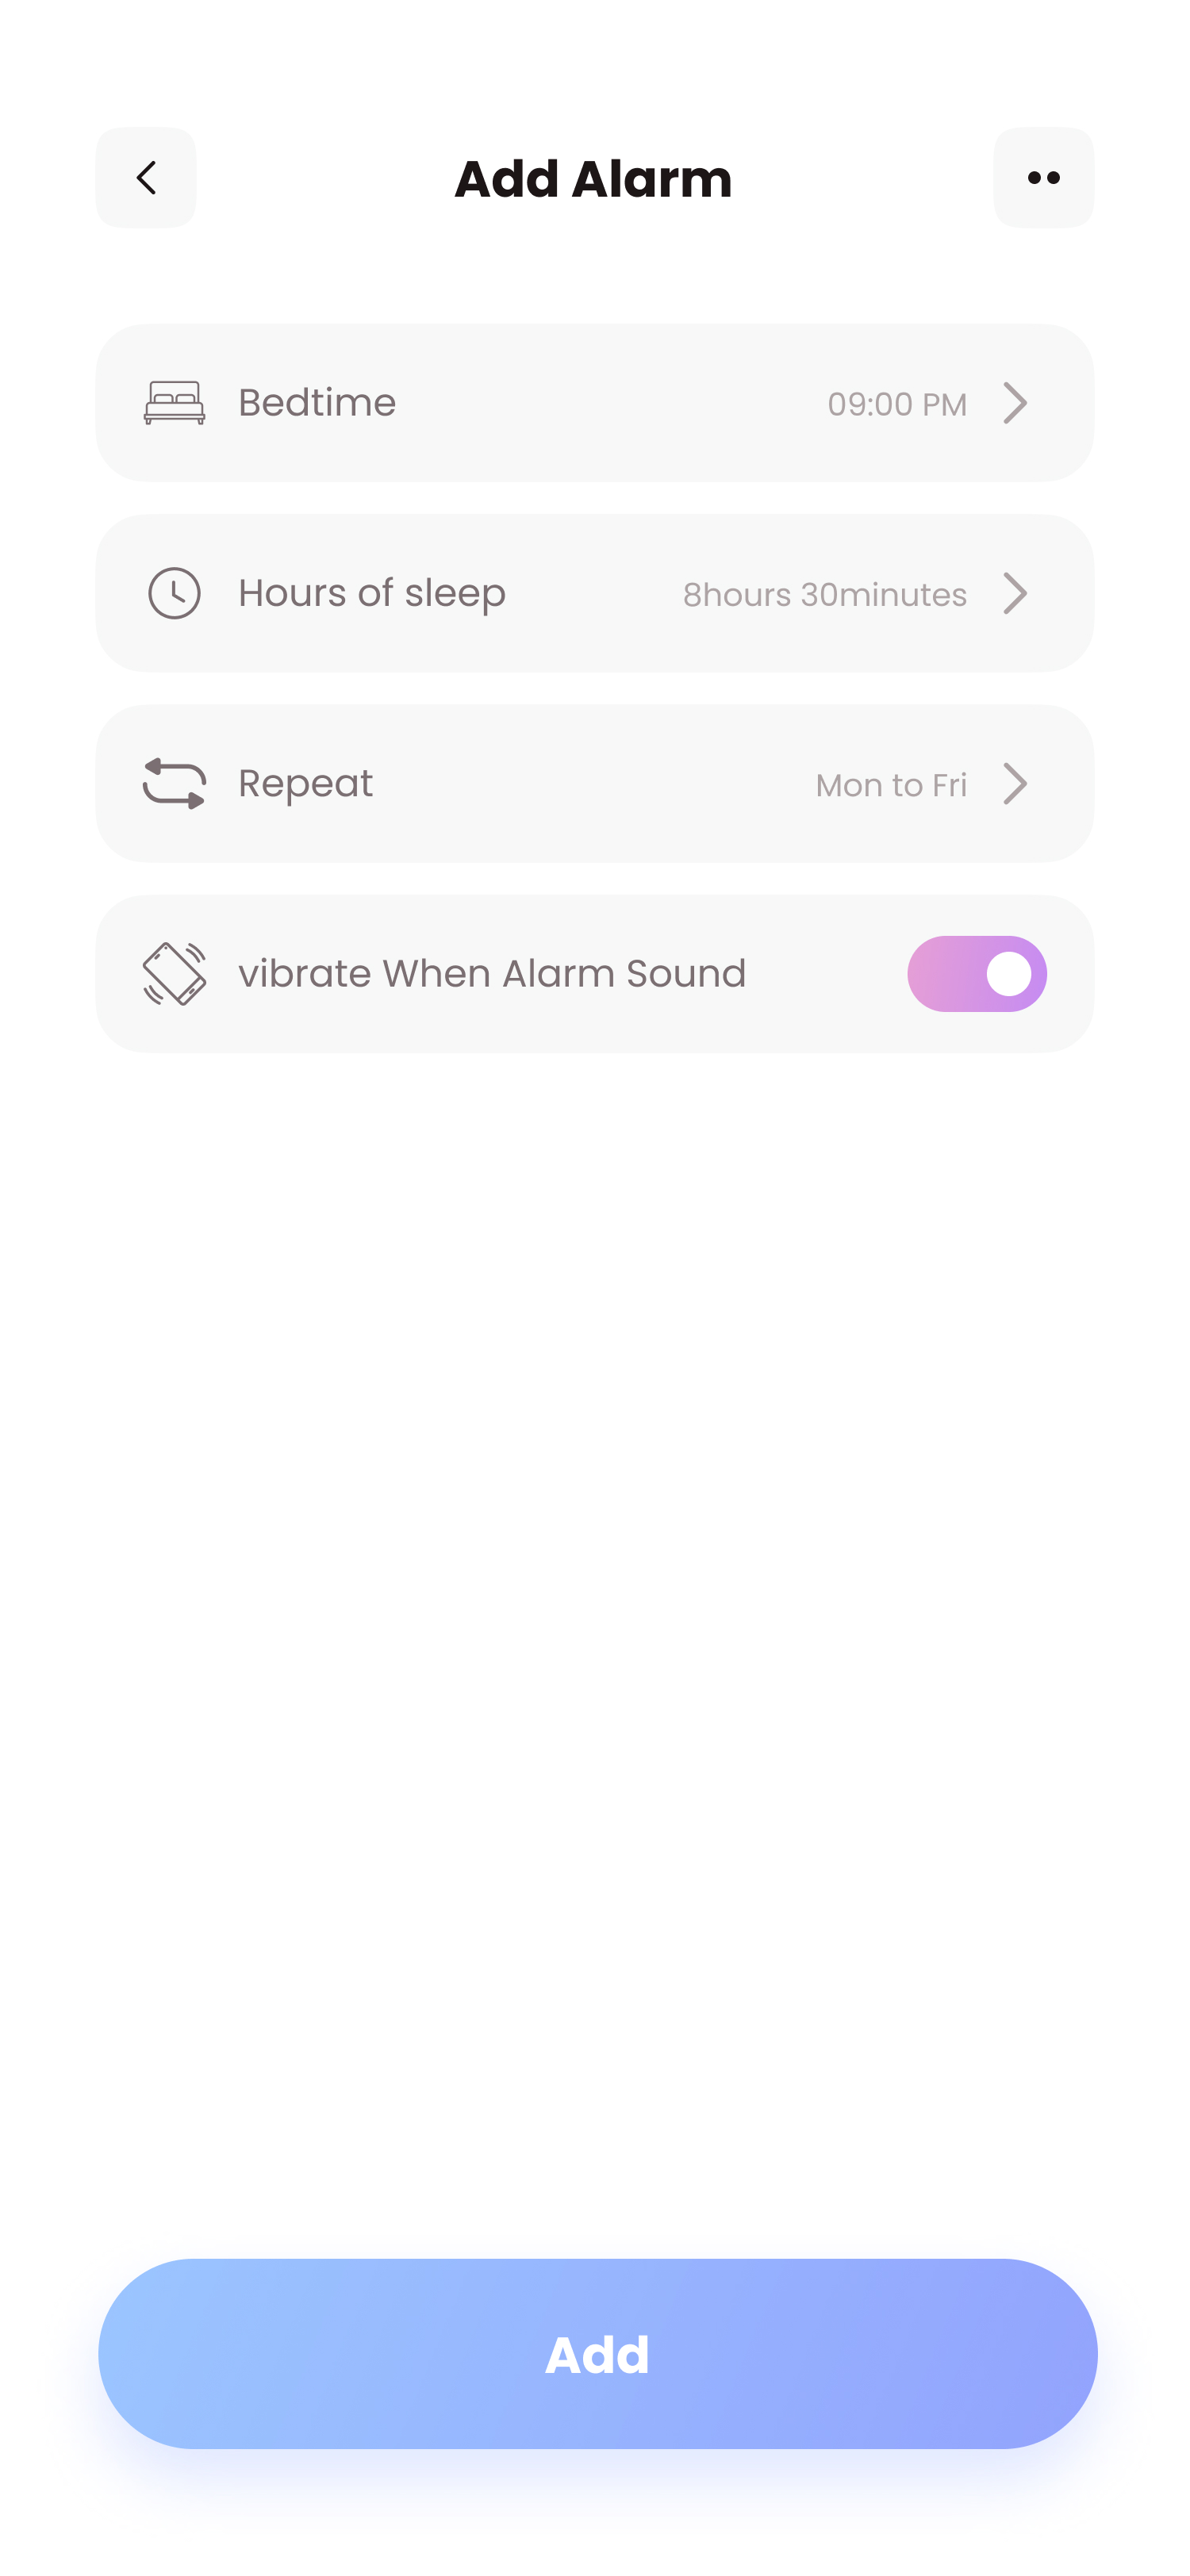 Add Alarm
Bedtime 09:00 PM
Hours of sleep 8hours 30minutes
Repeat Mon to Fri
vibrate When Alarm Sound
Add